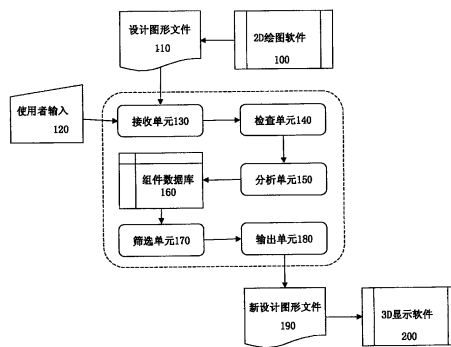 设计图形文件
110
2D绘图软件
100
使用者输入
120
接收单元130
检查单元140
分析单元150
组件数据库
160
筛选单元170
输出单元180
新设计图形文件
190
3D显示软件
200